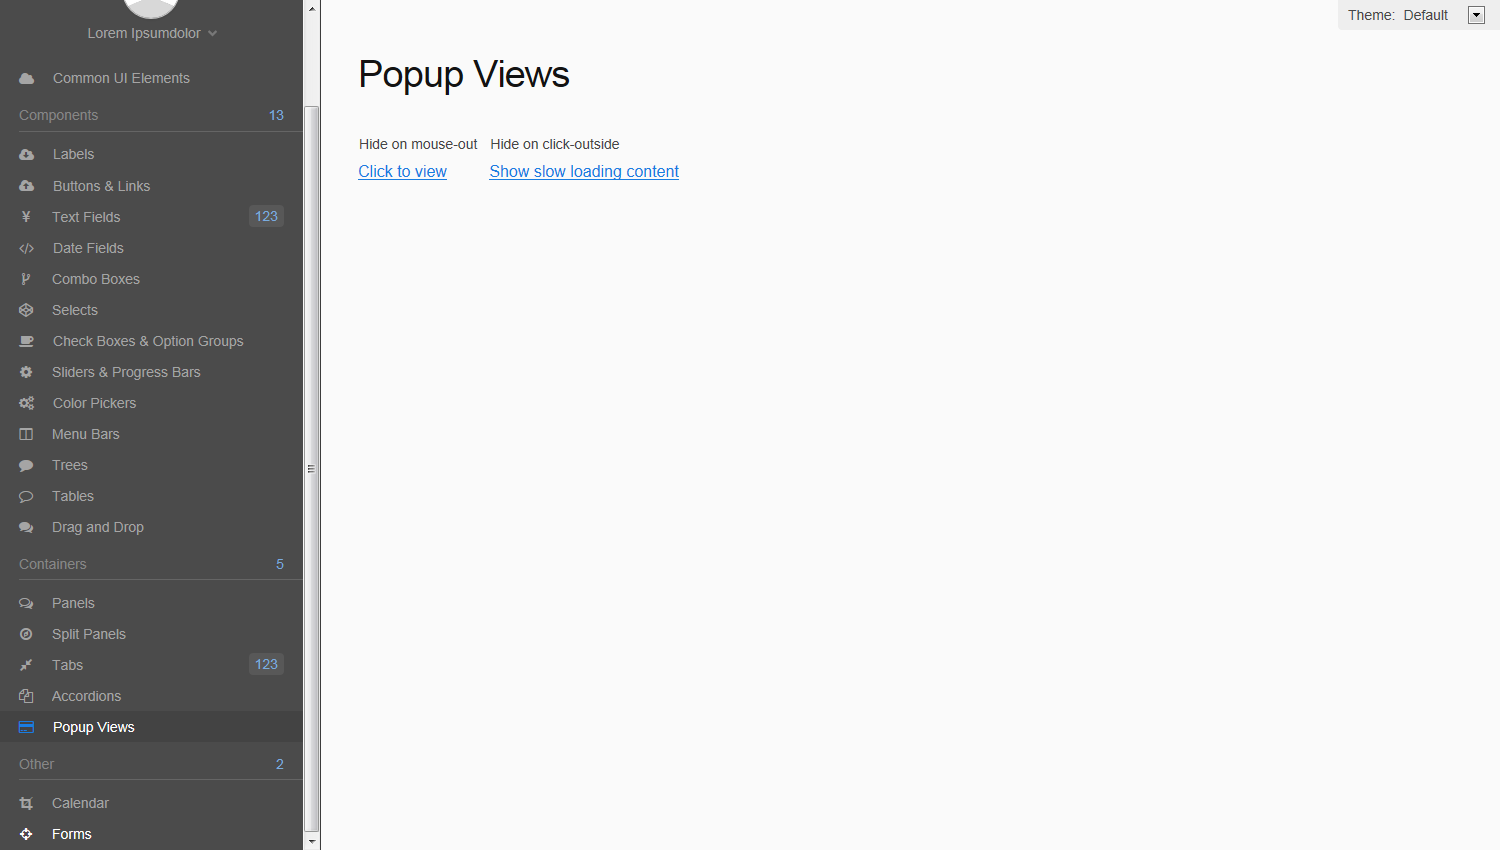 Lorem Ipsumdolor
Common UI Elements
Components 13
Labels
Buttons & Links
Text Fields 123
Date Fields
Combo Boxes
Selects
Check Boxes & Option Groups
Sliders & Progress Bars
Color Pickers
Menu Bars
Trees
Tables
Drag and Drop
Containers 5
Panels
Split Panels
Tabs 123
Accordions
Popup Views
Other 2
Calendar
Forms
Theme: Default
Popup Views
Hide on mouse-out Hide on click-outside
Click to view Show slow loading content